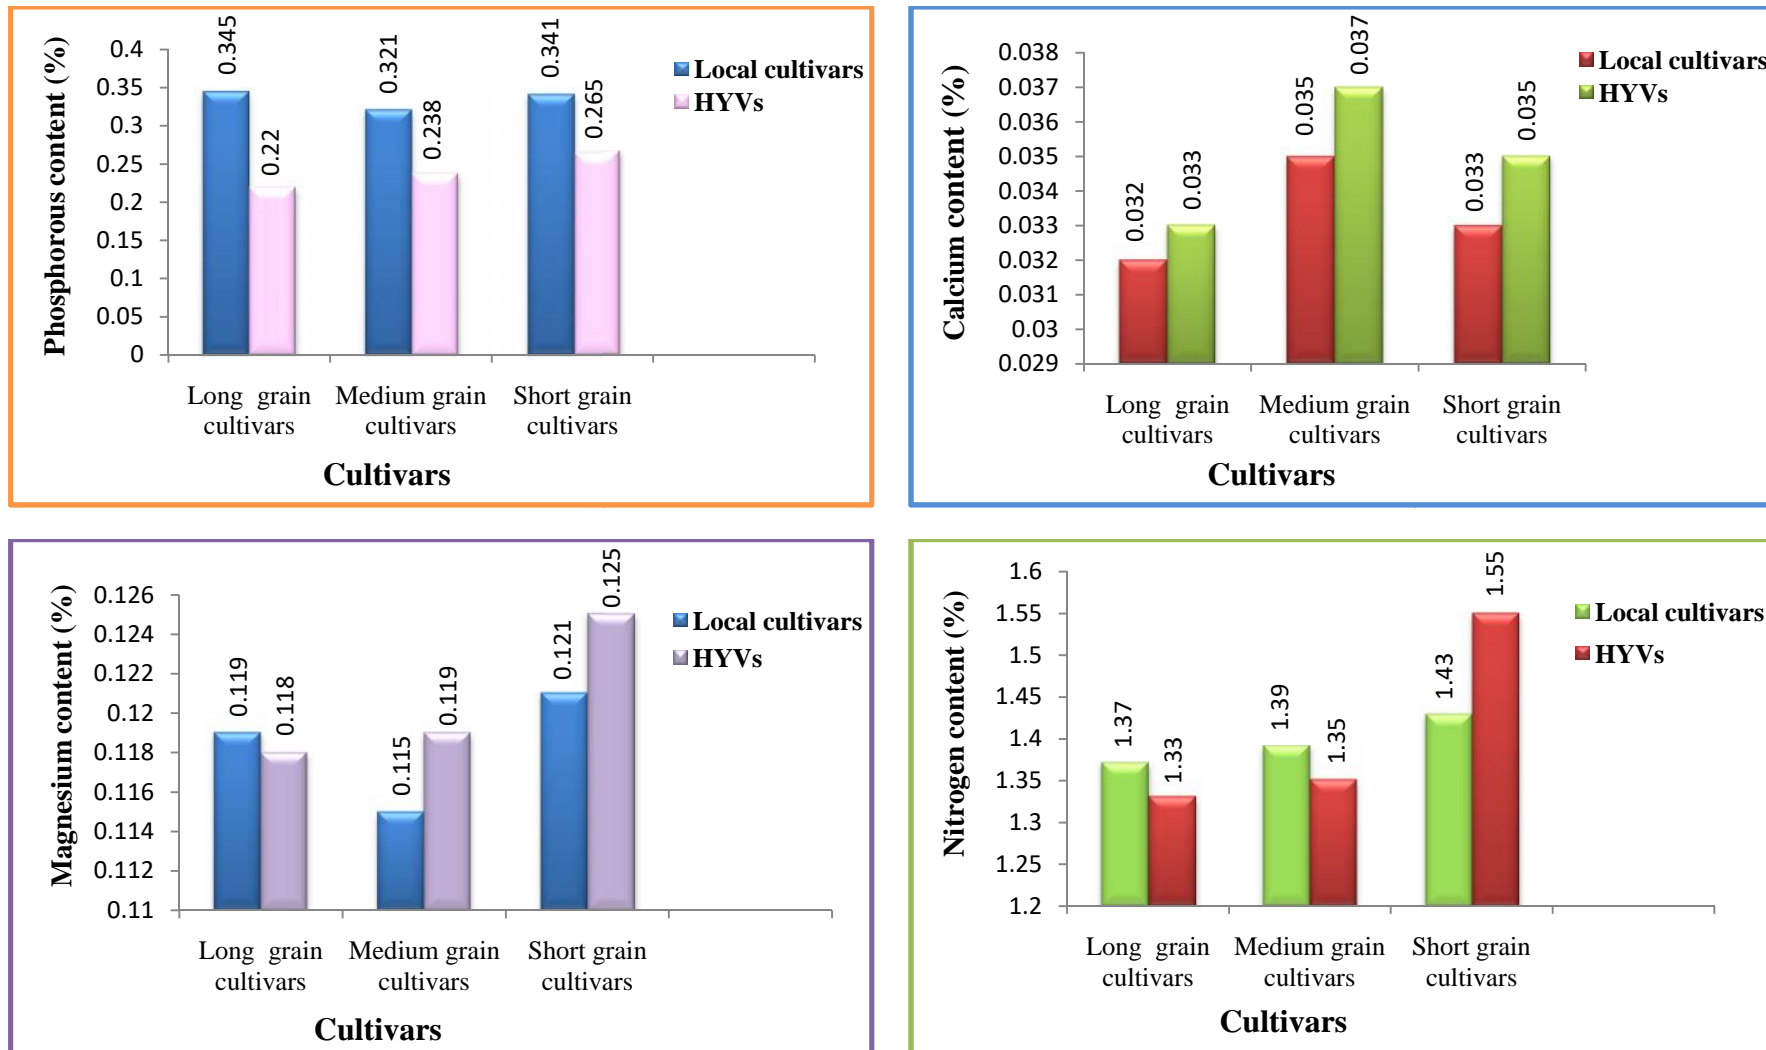 Phosphorous content (%)
0.4
0.35
0.3
0.25
0.2
0.15
0.1
0.05
0
0.345
0.22
0.321
0.238
0.341
0.265
Local cultivars
HYVs
Long grain
cultivars
Medium grain
cultivars
Short grain
cultivars
Cultivars
Calcium content (%)
0.038
0.037
0.036
0.035
0.034
0.033
0.032
0.031
0.03
0.029
0.032
0.033
0.035
0.037
0.033
0.035
Local cultivars
HYVs
Long grain
cultivars
Medium grain
cultivars
Short grain
cultivars
Cultivars
Magnesium content (%)
0.126
0.124
0.122
0.12
0.118
0.116
0.114
0.112
0.11
0.119
0.118
0.115
0.119
0.121
0.125
Local cultivars
HYVs
Long grain
cultivars
Medium grain
cultivars
Short grain
cultivars
Cultivars
Nitrogen content (%)
1.6
1.55
1.5
1.45
1.4
1.35
1.3
1.25
1.2
1.37
1.33
1.39
1.35
1.43
1.55
Local cultivars
HYVs
Long grain
cultivars
Medium grain
cultivars
Short grain
cultivars
Cultivars